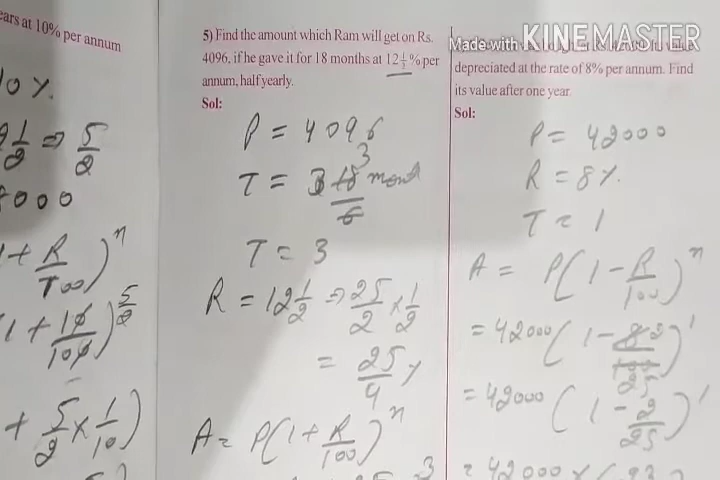 ears at 10% per annum
10 %.
2 1/2 ⇒ 5/2
000
1 + R/100)^n
1 + 10/100)^5/2
+ 5/2 × 1/10)
5) Find the amount which Ram will get on Rs.
4096, if he gave it for 18 months at 12 1/2 % per
annum, half yearly.
Sol:
P = 4096
T = 18/6 3 month
T = 3
R = 12 1/2 ⇒ 25/2 × 1/2
= 25/4 %
A = P(1 + R/100)^n
Made with KINEMASTER
depreciated at the rate of 8% per annum. Find
its value after one year.
Sol:
P = 42000
R = 8 %.
T = 1
A = P(1 - R/100)^n
= 42000 (1 - 8 2/100 25)^1
= 42000 (1 - 2/25)^1
= 42000 × (